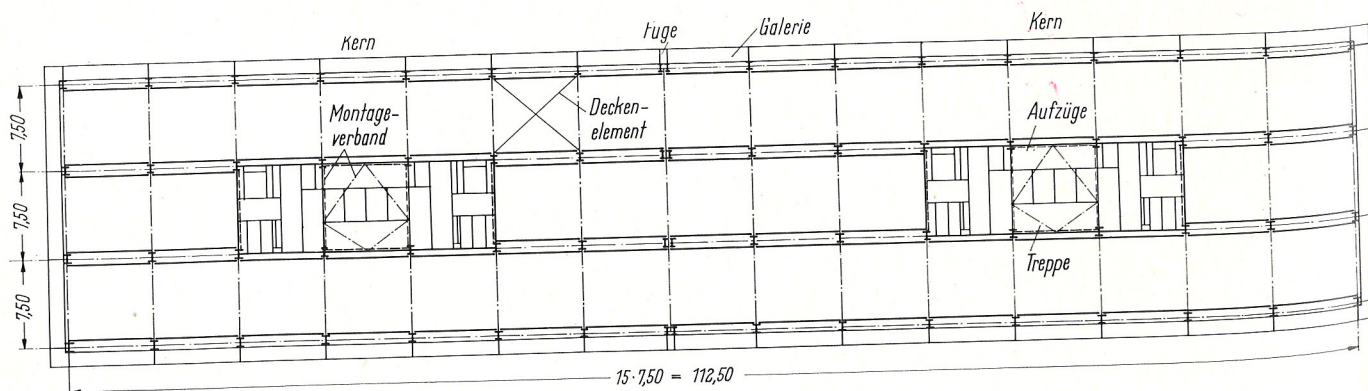 Kern
Fuge
Galerie
Kern
Montage-
verband
Decken-
element
Aufzüge
7,50
7,50
7,50
Treppe
15·7,50 = 112,50